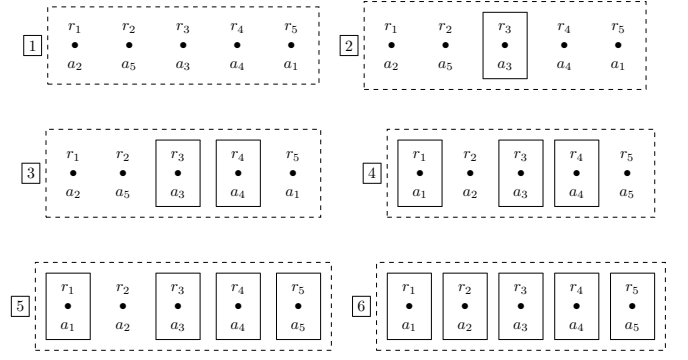 r₁ r₂ r₃ r₄ r₅
1
a₂ a₅ a₃ a₄ a₁
r₁ r₂ r₃ r₄ r₅
2
a₂ a₅ a₃ a₄ a₁
r₁ r₂ r₃ r₄ r₅
3
a₂ a₅ a₃ a₄ a₁
r₁ r₂ r₃ r₄ r₅
4
a₁ a₂ a₃ a₄ a₅
r₁ r₂ r₃ r₄ r₅
5
a₁ a₂ a₃ a₄ a₅
r₁ r₂ r₃ r₄ r₅
6
a₁ a₂ a₃ a₄ a₅